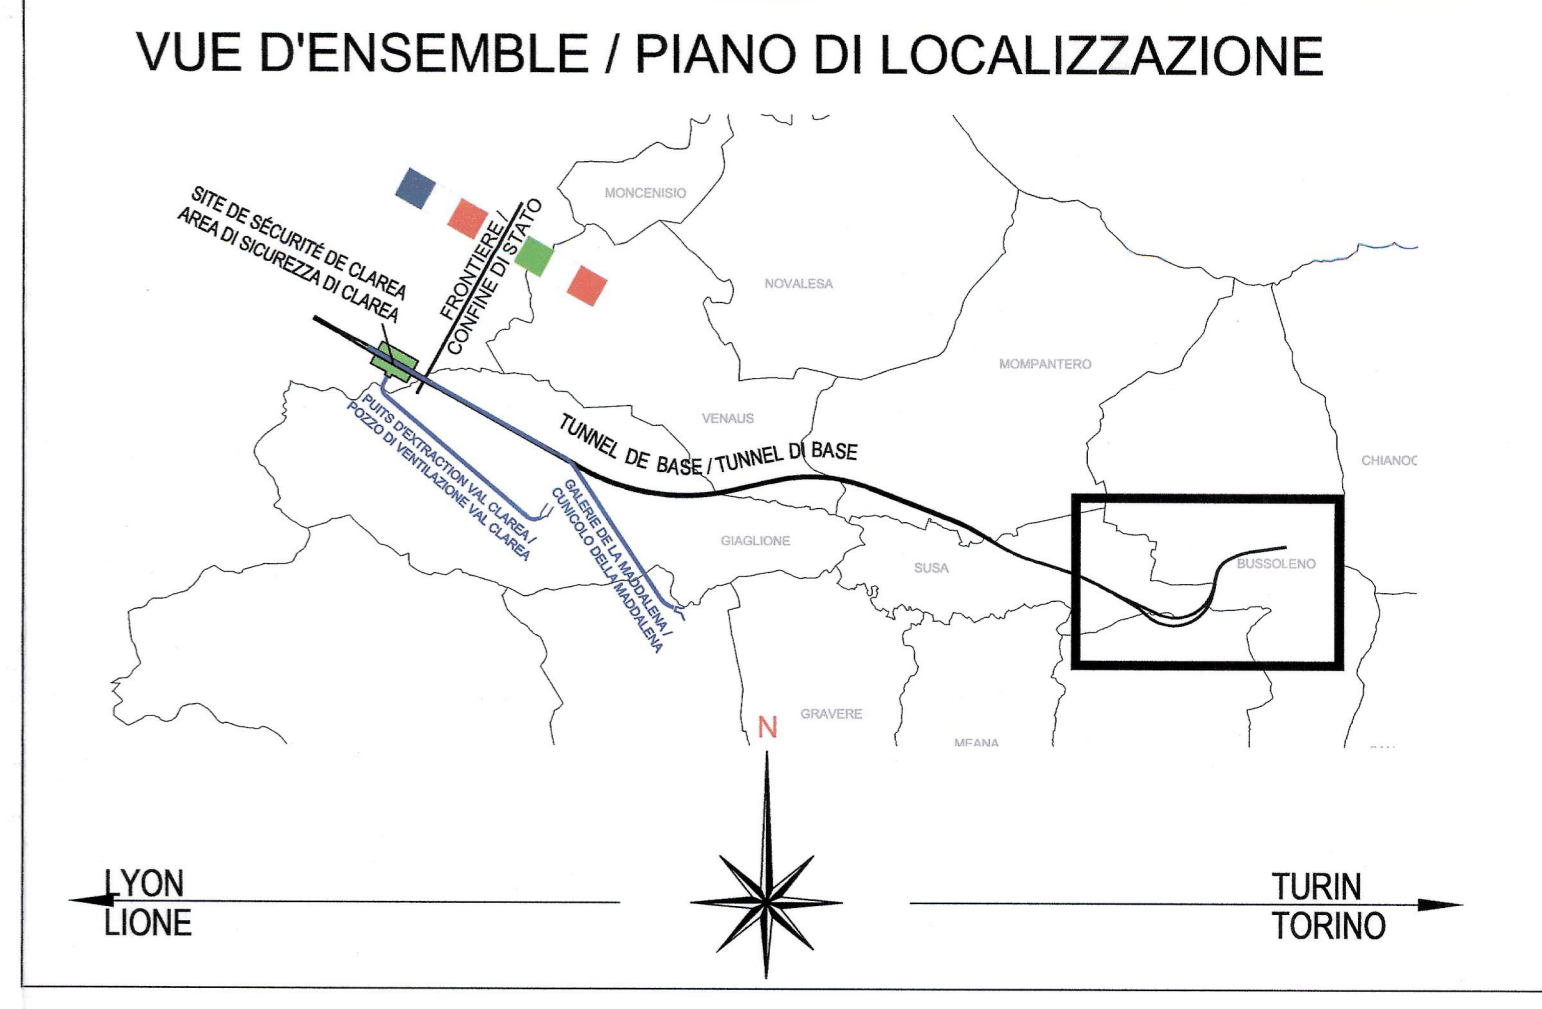 VUE D'ENSEMBLE / PIANO DI LOCALIZZAZIONE
MONCENISIO
SITE DE SÉCURITÉ DE CLAREA
AREA DI SICUREZZA DI CLAREA
FRONTIERE /
CONFINE DI STATO
NOVALESA
MOMPANTERO
PUITS D'EXTRACTION VAL CLAREA /
POZZO DI VENTILAZIONE VAL CLAREA
VENAUS
TUNNEL DE BASE / TUNNEL DI BASE
CHIANOC
GALERIE DE LA MADDALENA /
CUNICOLO DELLA MADDALENA
GIAGLIONE
SUSA
BUSSOLENO
GRAVERE
MEANA
N
LYON
LIONE
TURIN
TORINO